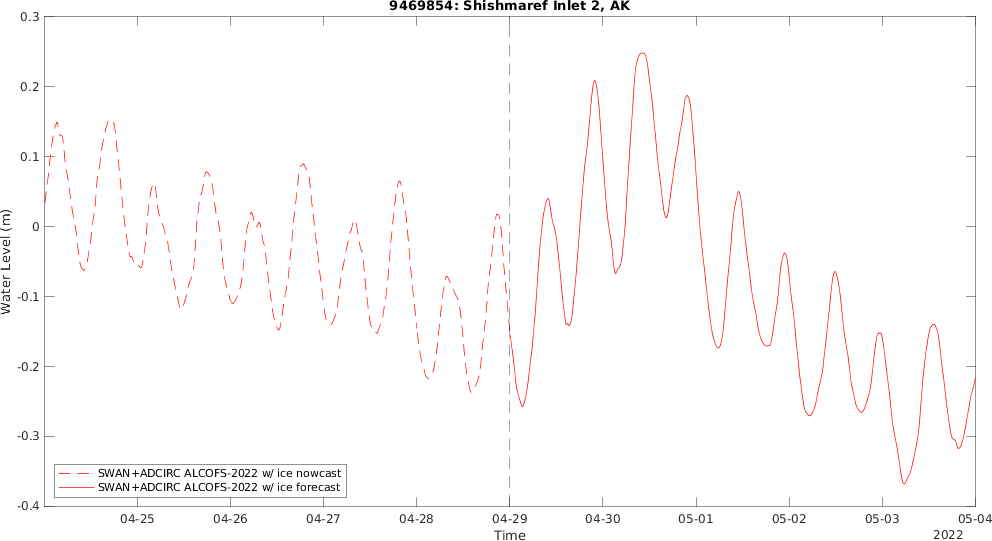 9469854: Shishmaref Inlet 2, AK
0.3
0.2
0.1
0
-0.1
-0.2
-0.3
-0.4
Water Level (m)
SWAN+ADCIRC ALCOFS-2022 w/ ice nowcast
SWAN+ADCIRC ALCOFS-2022 w/ ice forecast
04-25 04-26 04-27 04-28 04-29 04-30 05-01 05-02 05-03 05-04
Time
2022